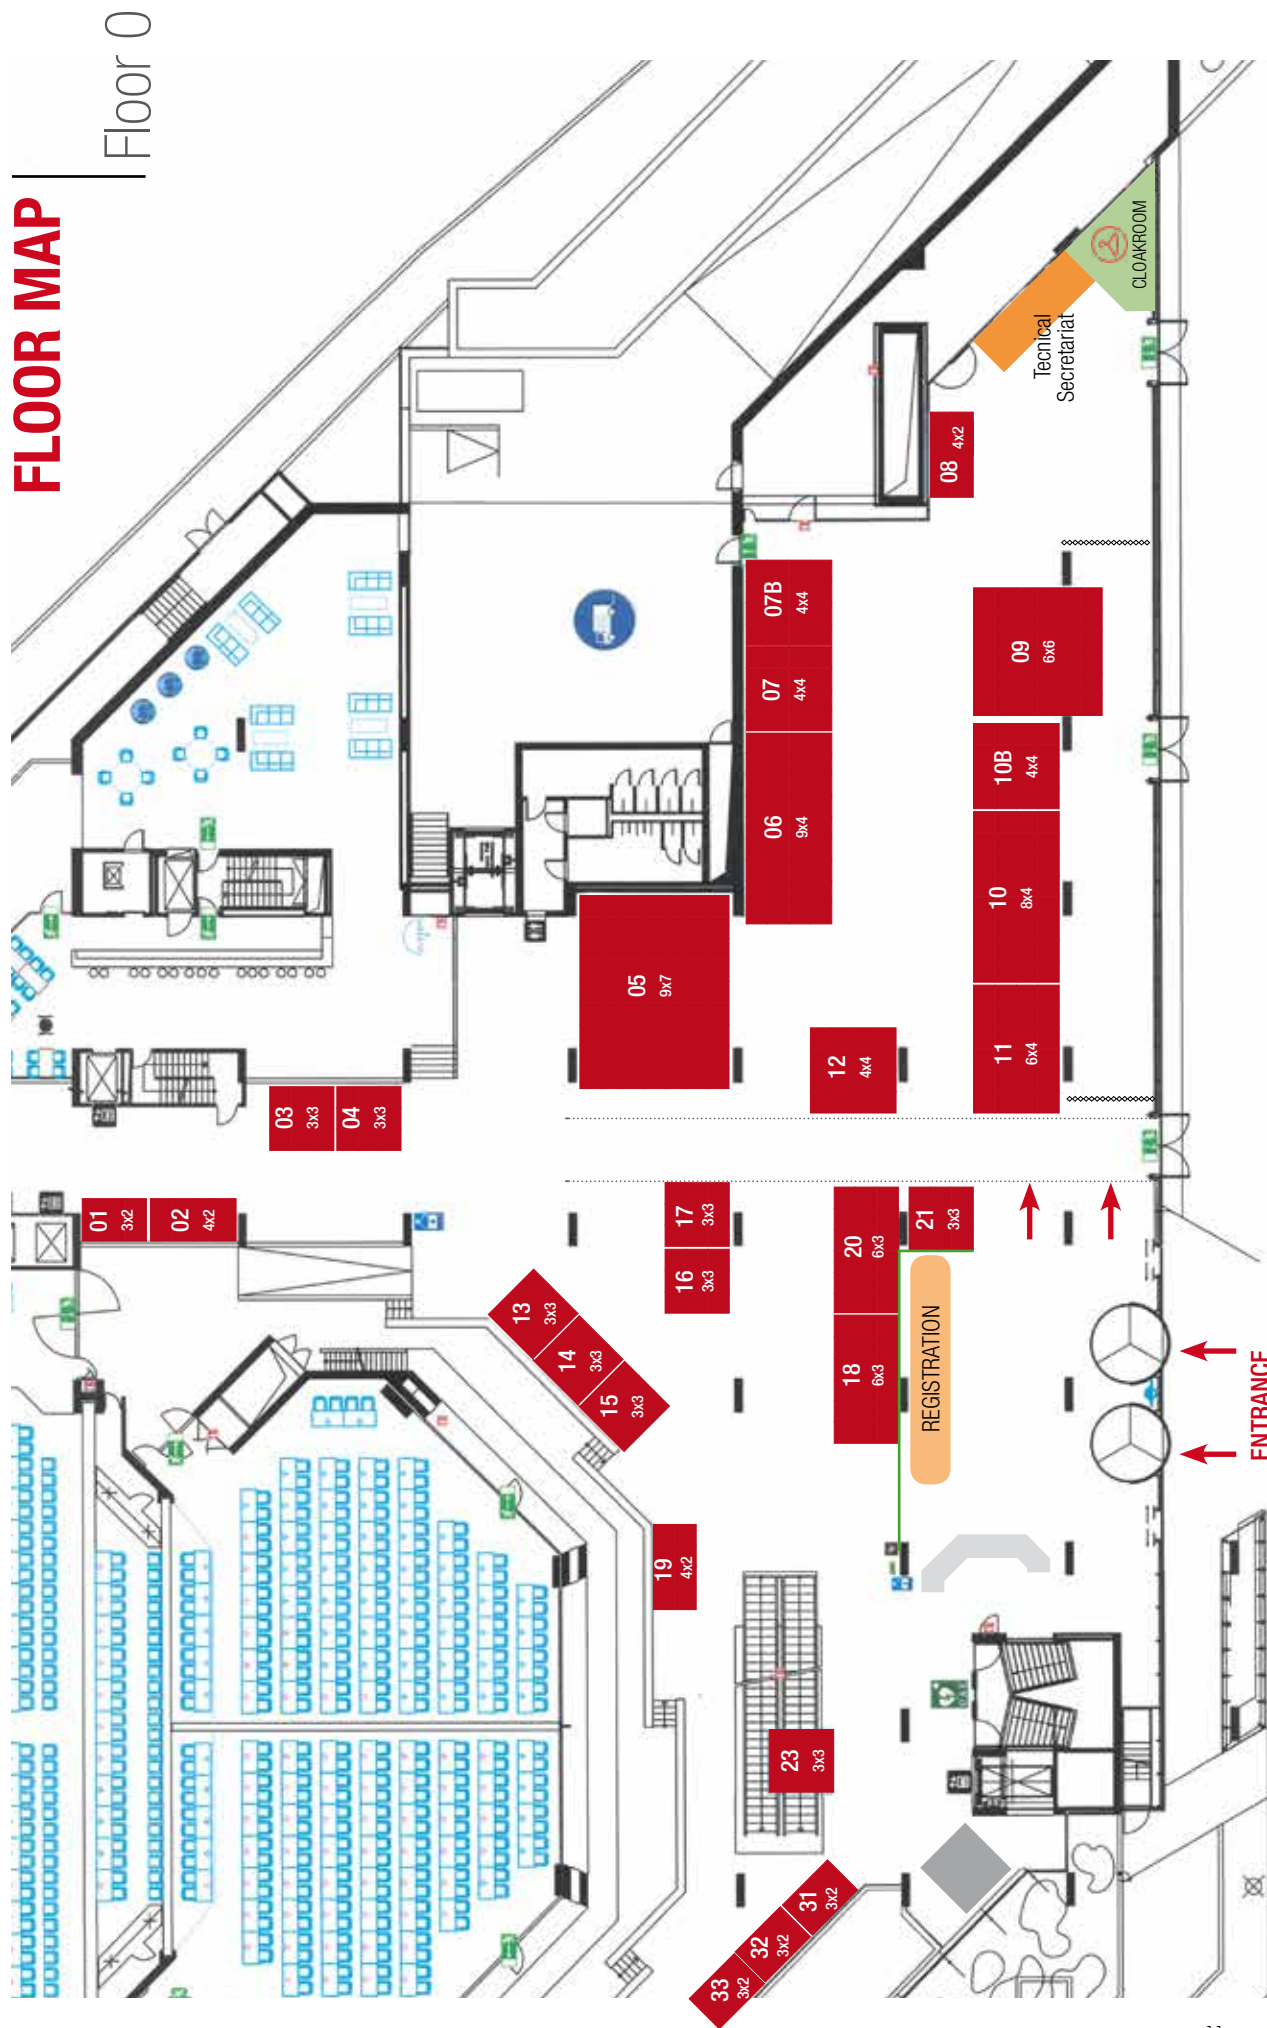 FLOOR MAP
Floor 0
01
3x2
02
4x2
03
3x3
04
3x3
05
9x7
06
9x4
07
4x4
07B
4x4
08
4x2
09
6x6
10B
4x4
10
8x4
11
6x4
12
4x4
13
3x3
14
3x3
15
3x3
16
3x3
17
3x3
18
6x3
19
4x2
20
6x3
21
3x3
23
3x3
31
3x2
32
3x2
33
3x2
Tecnical
Secretariat
CLOAKROOM
REGISTRATION
ENTRANCE